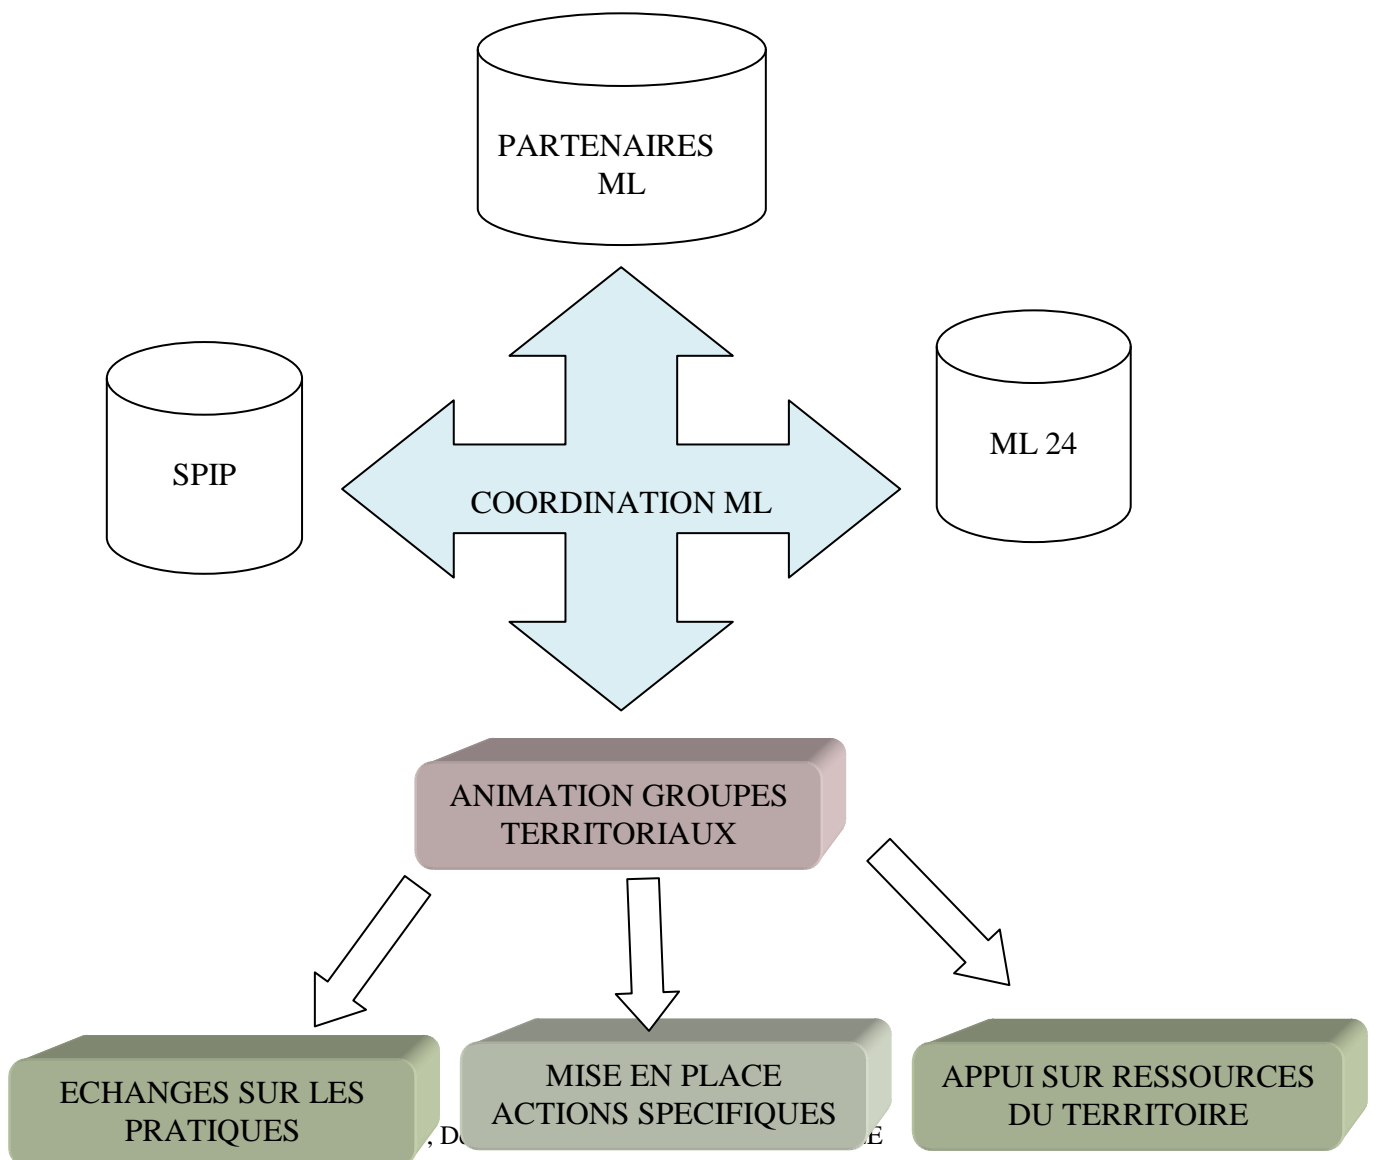 PARTENAIRES
ML
SPIP
ML 24
COORDINATION ML
ANIMATION GROUPES
TERRITORIAUX
ECHANGES SUR LES
PRATIQUES
MISE EN PLACE
ACTIONS SPECIFIQUES
APPUI SUR RESSOURCES
DU TERRITOIRE